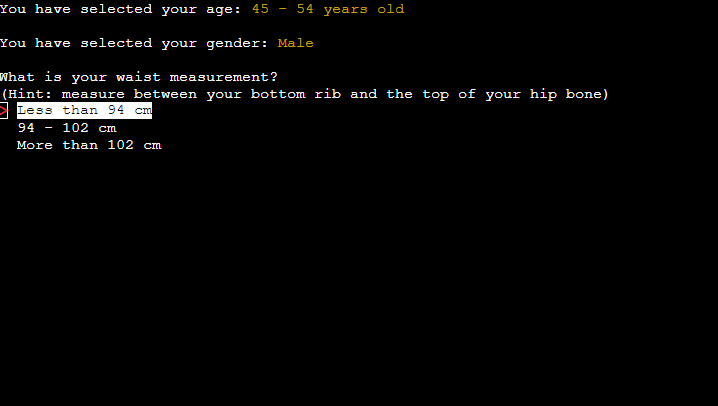 You have selected your age: 45 - 54 years old
You have selected your gender: Male
What is your waist measurement?
(Hint: measure between your bottom rib and the top of your hip bone)
> Less than 94 cm
94 - 102 cm
More than 102 cm